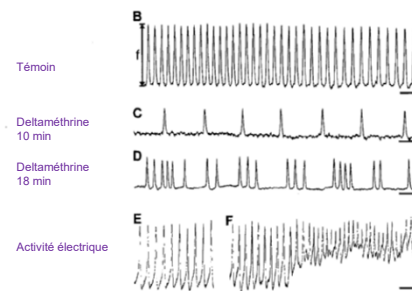 B
Témoin
f
C
Deltaméthrine
10 min
D
Deltaméthrine
18 min
E F
Activité électrique